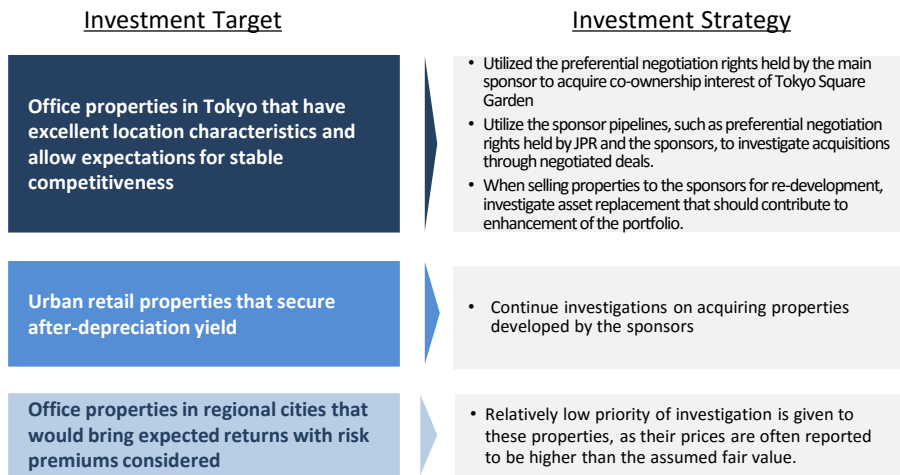 Investment Target
Investment Strategy
Office properties in Tokyo that have
excellent location characteristics and
allow expectations for stable
competitiveness
• Utilized the preferential negotiation rights held by the main
sponsor to acquire co-ownership interest of Tokyo Square
Garden
• Utilize the sponsor pipelines, such as preferential negotiation
rights held by JPR and the sponsors, to investigate acquisitions
through negotiated deals.
• When selling properties to the sponsors for re-development,
investigate asset replacement that should contribute to
enhancement of the portfolio.
Urban retail properties that secure
after-depreciation yield
• Continue investigations on acquiring properties
developed by the sponsors
Office properties in regional cities that
would bring expected returns with risk
premiums considered
• Relatively low priority of investigation is given to
these properties, as their prices are often reported
to be higher than the assumed fair value.